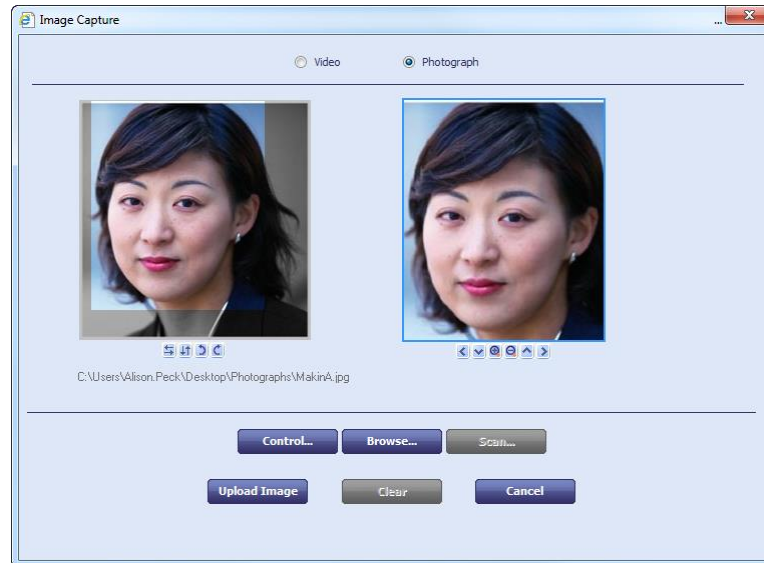 Image Capture
...
Video Photograph
C:\Users\Alison.Peck\Desktop\Photographs\MakinA.jpg
Control... Browse... Scan...
Upload Image Clear Cancel